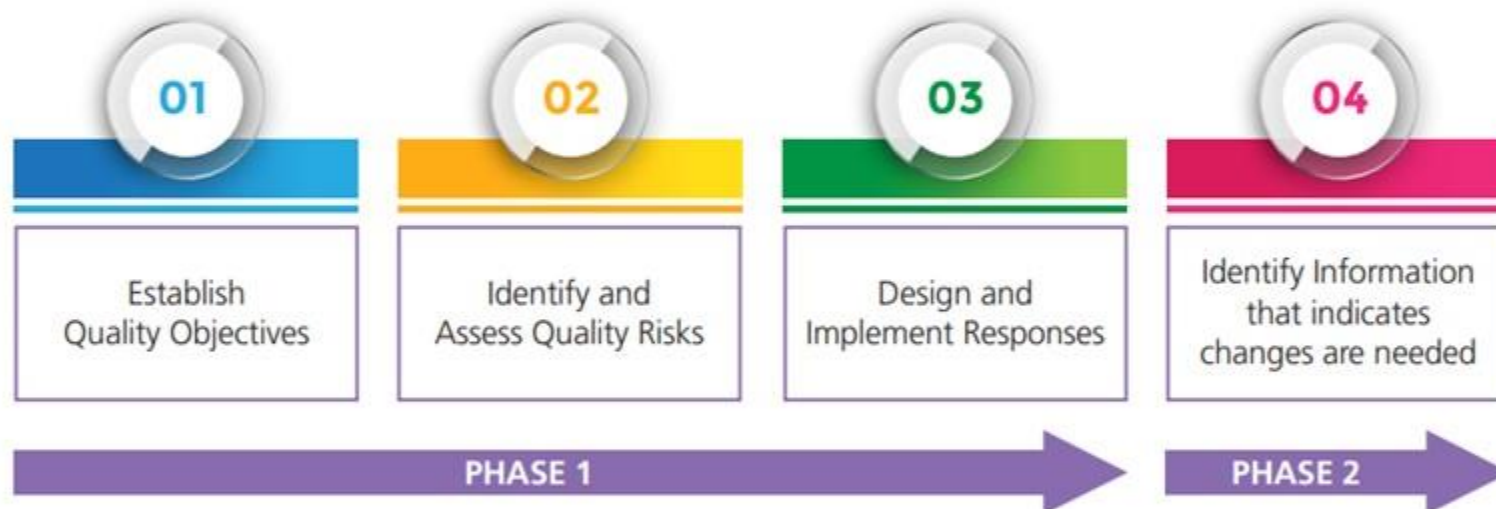 01
Establish
Quality Objectives
02
Identify and
Assess Quality Risks
03
Design and
Implement Responses
04
Identify Information
that indicates
changes are needed
PHASE 1
PHASE 2